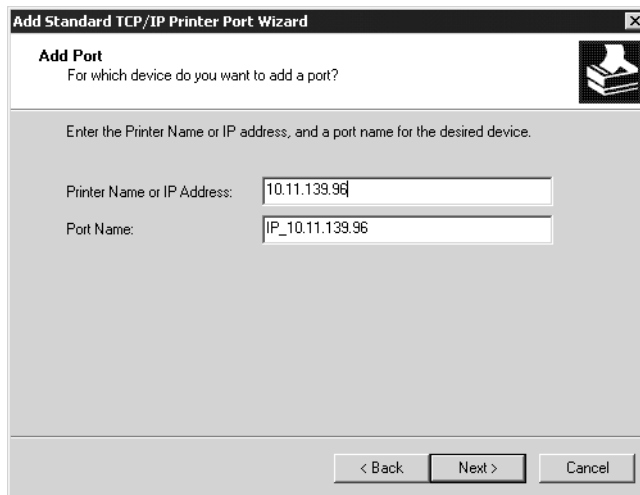 Add Standard TCP/IP Printer Port Wizard
Add Port
For which device do you want to add a port?
Enter the Printer Name or IP address, and a port name for the desired device.
Printer Name or IP Address: 10.11.139.96
Port Name: IP_10.11.139.96
< Back Next > Cancel